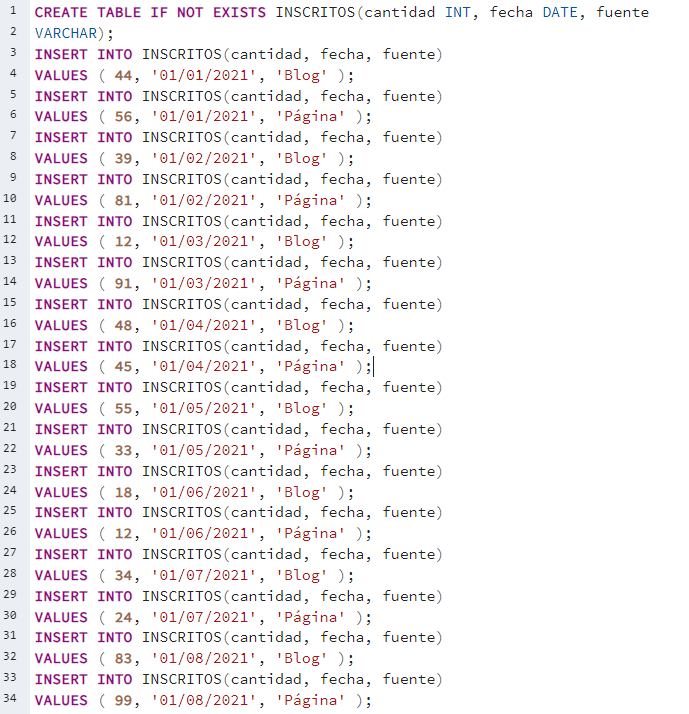 1 CREATE TABLE IF NOT EXISTS INSCRITOS(cantidad INT, fecha DATE, fuente
2 VARCHAR);
3 INSERT INTO INSCRITOS(cantidad, fecha, fuente)
4 VALUES ( 44, '01/01/2021', 'Blog' );
5 INSERT INTO INSCRITOS(cantidad, fecha, fuente)
6 VALUES ( 56, '01/01/2021', 'Página' );
7 INSERT INTO INSCRITOS(cantidad, fecha, fuente)
8 VALUES ( 39, '01/02/2021', 'Blog' );
9 INSERT INTO INSCRITOS(cantidad, fecha, fuente)
10 VALUES ( 81, '01/02/2021', 'Página' );
11 INSERT INTO INSCRITOS(cantidad, fecha, fuente)
12 VALUES ( 12, '01/03/2021', 'Blog' );
13 INSERT INTO INSCRITOS(cantidad, fecha, fuente)
14 VALUES ( 91, '01/03/2021', 'Página' );
15 INSERT INTO INSCRITOS(cantidad, fecha, fuente)
16 VALUES ( 48, '01/04/2021', 'Blog' );
17 INSERT INTO INSCRITOS(cantidad, fecha, fuente)
18 VALUES ( 45, '01/04/2021', 'Página' );
19 INSERT INTO INSCRITOS(cantidad, fecha, fuente)
20 VALUES ( 55, '01/05/2021', 'Blog' );
21 INSERT INTO INSCRITOS(cantidad, fecha, fuente)
22 VALUES ( 33, '01/05/2021', 'Página' );
23 INSERT INTO INSCRITOS(cantidad, fecha, fuente)
24 VALUES ( 18, '01/06/2021', 'Blog' );
25 INSERT INTO INSCRITOS(cantidad, fecha, fuente)
26 VALUES ( 12, '01/06/2021', 'Página' );
27 INSERT INTO INSCRITOS(cantidad, fecha, fuente)
28 VALUES ( 34, '01/07/2021', 'Blog' );
29 INSERT INTO INSCRITOS(cantidad, fecha, fuente)
30 VALUES ( 24, '01/07/2021', 'Página' );
31 INSERT INTO INSCRITOS(cantidad, fecha, fuente)
32 VALUES ( 83, '01/08/2021', 'Blog' );
33 INSERT INTO INSCRITOS(cantidad, fecha, fuente)
34 VALUES ( 99, '01/08/2021', 'Página' );